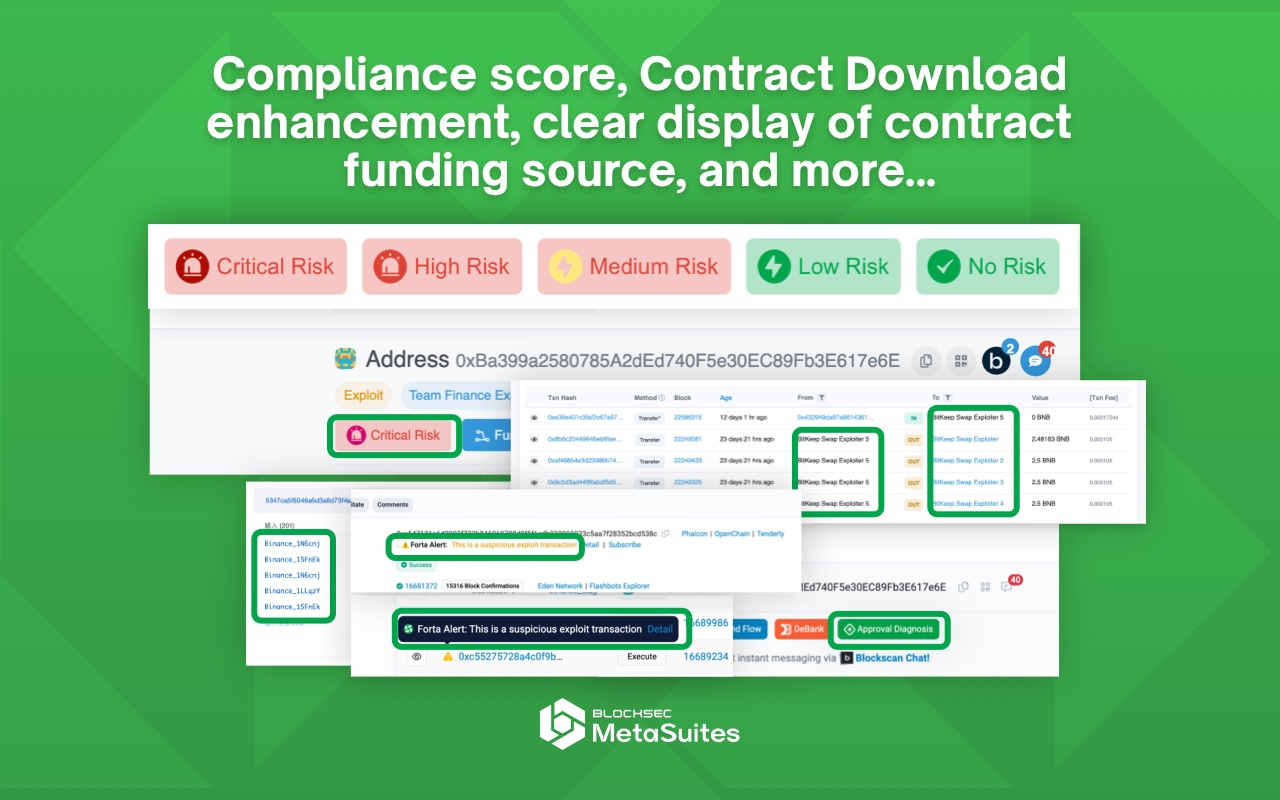 Compliance score, Contract Download
enhancement, clear display of contract
funding source, and more...
Critical Risk High Risk Medium Risk Low Risk No Risk
Address 0xBa399a2580785A2dEd740F5e30EC89Fb3E617e6E b 2 40
Exploit Team Finance Ex
Critical Risk Fu
Txn Hash Method Block Age From To Value [Txn Fee]
Transfer* 22586315 12 days 1 hr ago IN BitKeep Swap Exploiter 5 0 BNB
Transfer 22249581 23 days 21 hrs ago BitKeep Swap Exploiter 5 OUT BitKeep Swap Exploiter 2.48163 BNB 0.000105
Transfer 22249433 23 days 21 hrs ago BitKeep Swap Exploiter 5 OUT BitKeep Swap Exploiter 2 2.5 BNB 0.000105
Transfer 22249325 23 days 21 hrs ago BitKeep Swap Exploiter 5 OUT BitKeep Swap Exploiter 3 2.5 BNB 0.000105
BitKeep Swap Exploiter 5 OUT BitKeep Swap Exploiter 4 2.5 BNB 0.000105
输入 (201)
Binance_1N6cnj
Binance_15FnEk
Binance_1N6cnj
Binance_1LLqzY
Binance_15FnEk
State Comments
Phalcon | OpenChain | Tenderly
Forta Alert: This is a suspicious exploit transaction Detail | Subscribe
Success
16681372 15316 Block Confirmations Eden Network | Flashbots Explorer
dEd740F5e30EC89Fb3E617e6E 40
Forta Alert: This is a suspicious exploit transaction Detail 16689986
nd Flow DeBank Approval Diagnosis
0xc55275728a4c0f9b... Execute 16689234
t instant messaging via b Blockscan Chat!
BLOCKSEC
MetaSuites